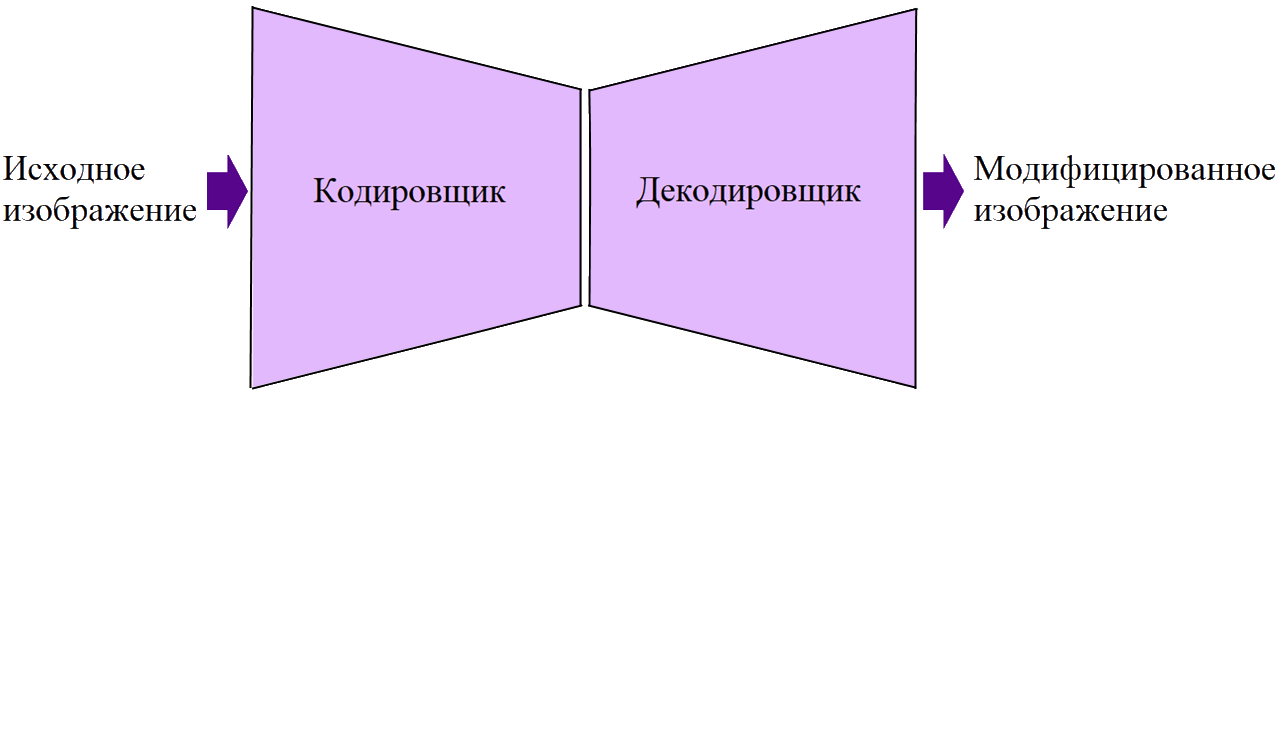 Исходное
изображение
Кодировщик
Декодировщик
Модифицированное
изображение